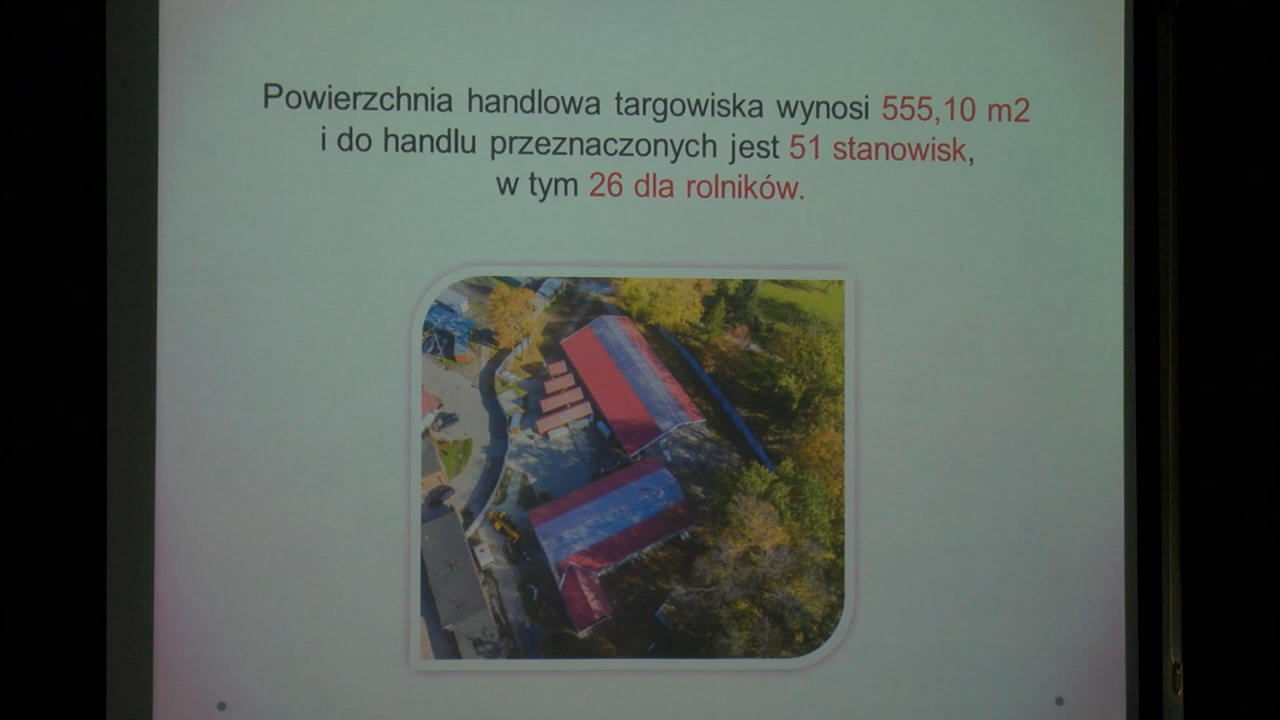 Powierzchnia handlowa targowiska wynosi 555,10 m2
i do handlu przeznaczonych jest 51 stanowisk,
w tym 26 dla rolników.